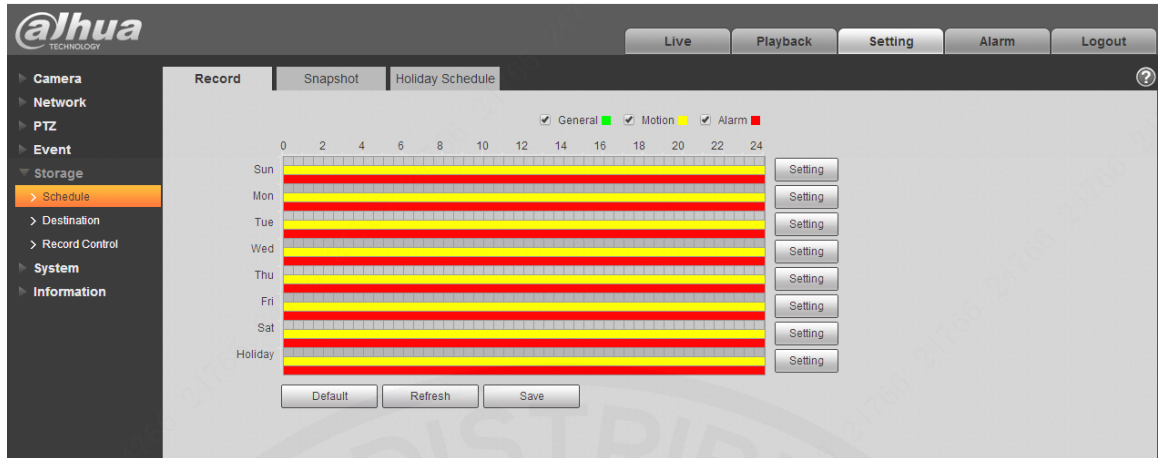 alhua
TECHNOLOGY
Live Playback Setting Alarm Logout
Camera
Network
PTZ
Event
Storage
Schedule
Destination
Record Control
System
Information
Record Snapshot Holiday Schedule ?
General Motion Alarm
0 2 4 6 8 10 12 14 16 18 20 22 24
Sun Setting
Mon Setting
Tue Setting
Wed Setting
Thu Setting
Fri Setting
Sat Setting
Holiday Setting
Default Refresh Save